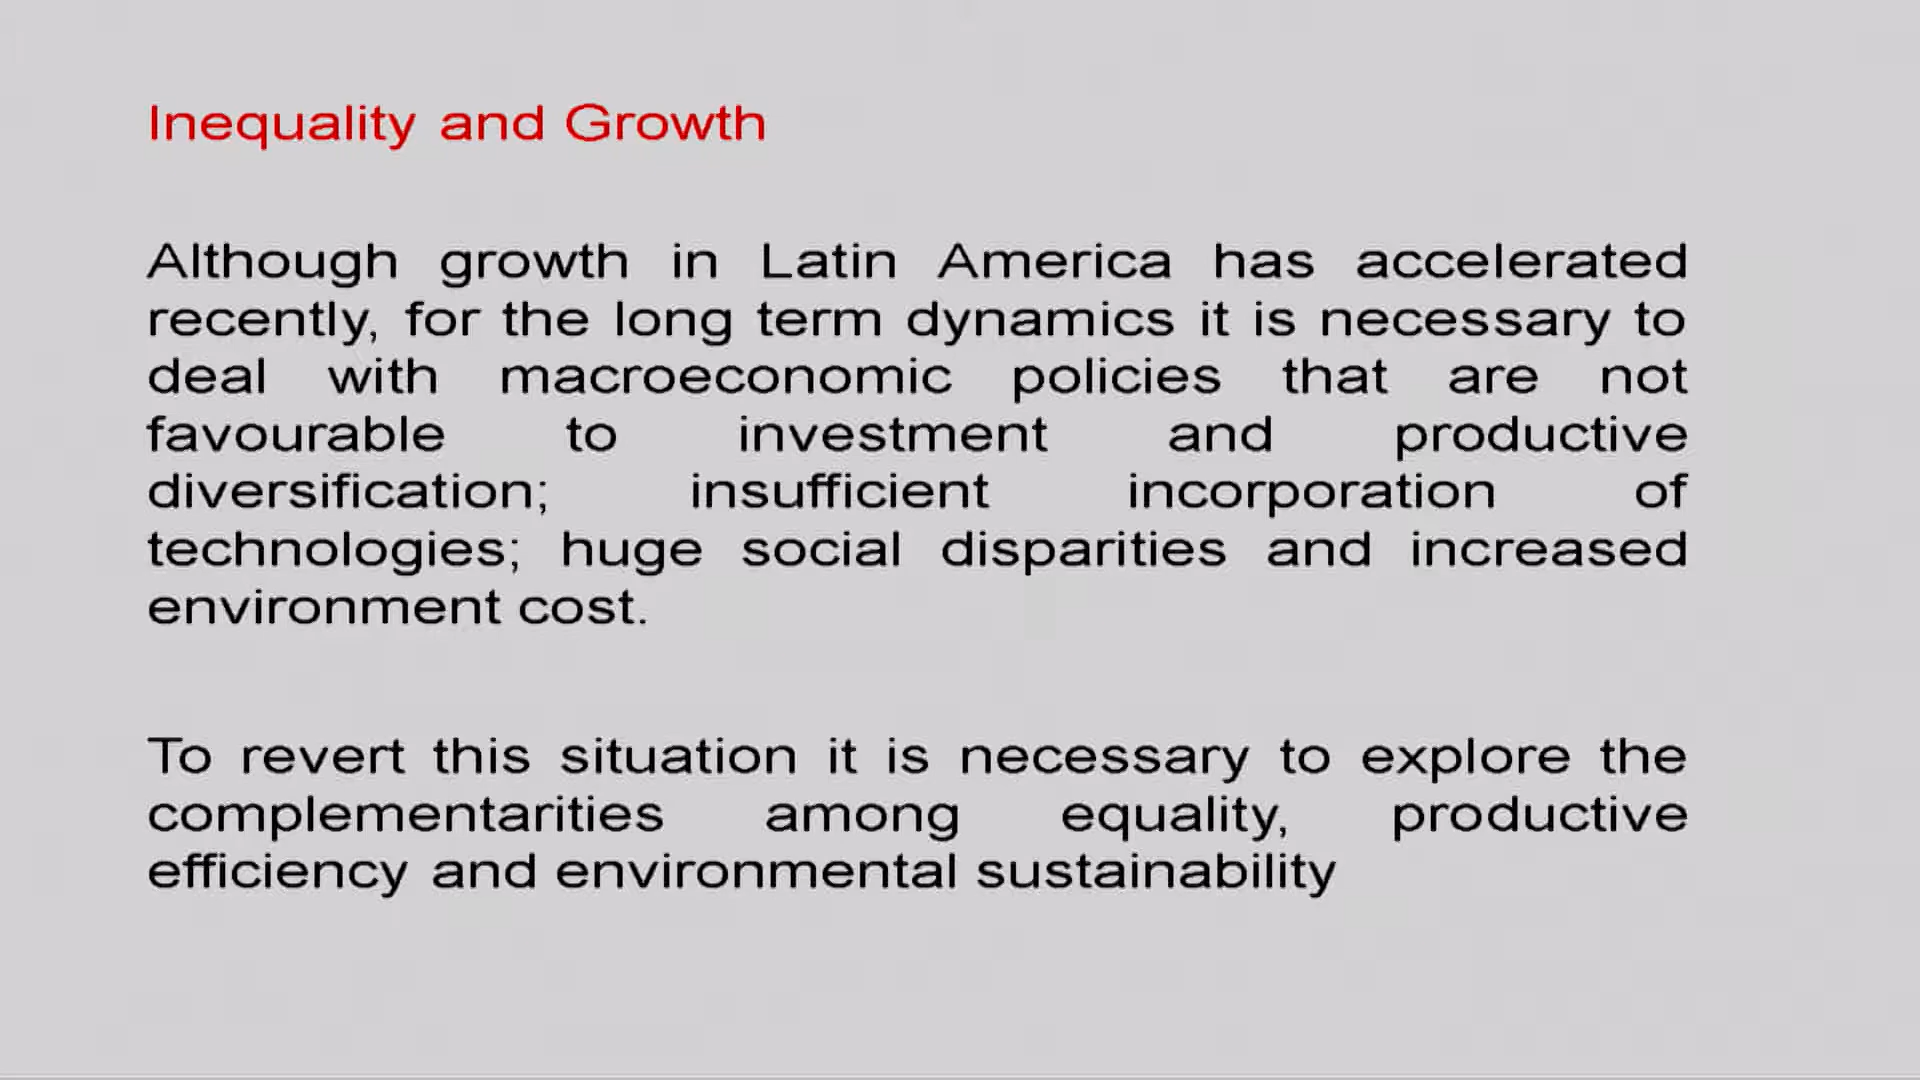 Inequality and Growth
Although growth in Latin America has accelerated
recently, for the long term dynamics it is necessary to
deal with macroeconomic policies that are not
favourable to investment and productive
diversification; insufficient incorporation of
technologies; huge social disparities and increased
environment cost.
To revert this situation it is necessary to explore the
complementarities among equality, productive
efficiency and environmental sustainability